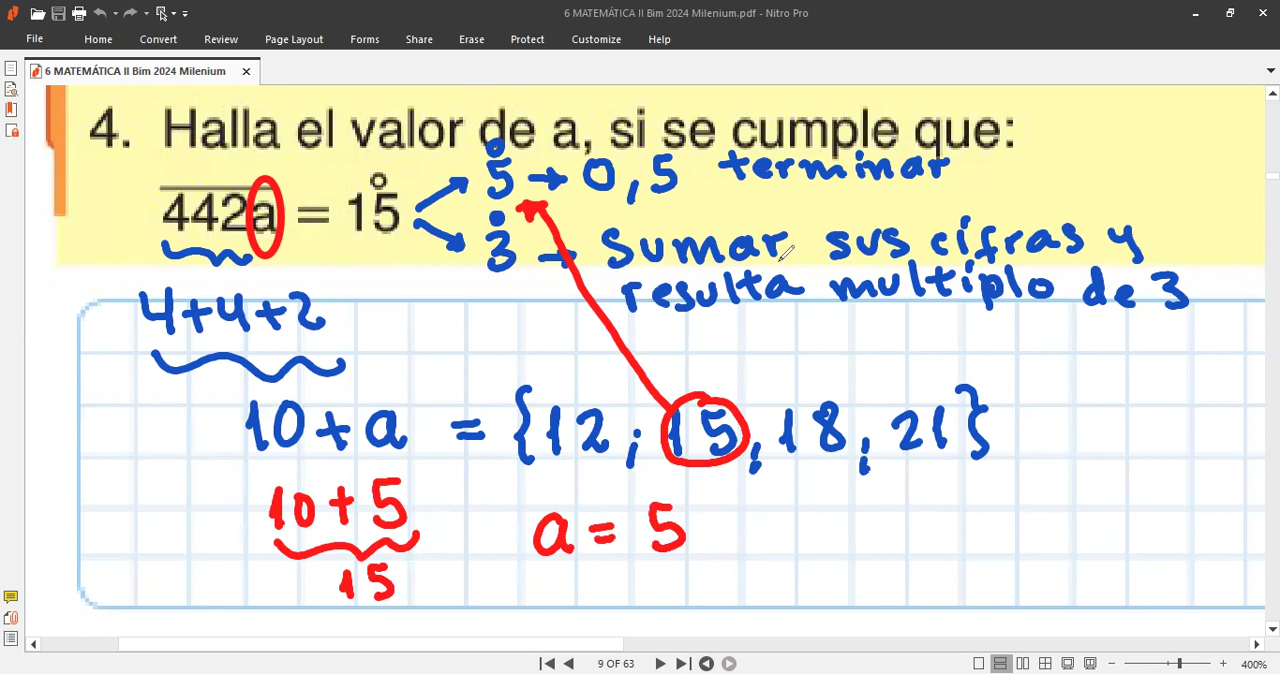 6 MATEMÁTICA II Bim 2024 Milenium.pdf - Nitro Pro
File Home Convert Review Page Layout Forms Share Erase Protect Customize Help
6 MATEMÁTICA II Bim 2024 Milenium
4. Halla el valor de a, si se cumple que:
5̊ → 0,5 terminar
442a = 15̊
3̊ → Sumar sus cifras y
resulta multiplo de 3
4+4+2
10+a = {12; 15; 18; 21}
10+5
a = 5
15
9 OF 63
400%